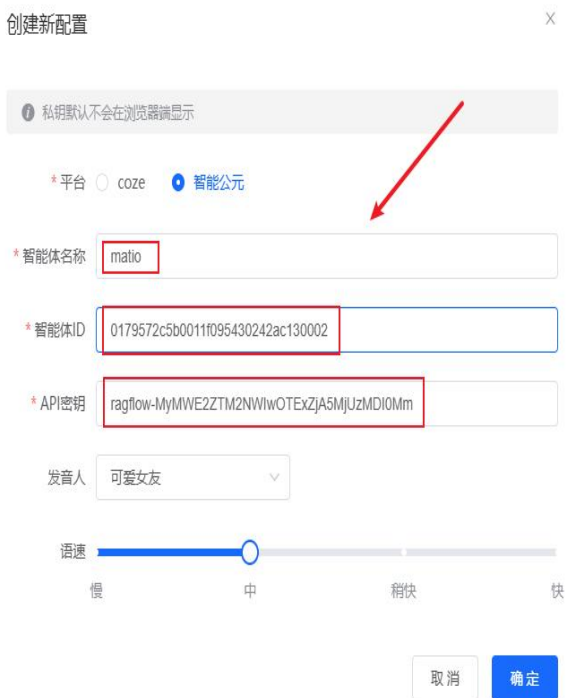 创建新配置
私钥默认不会在浏览器端显示
* 平台 coze 智能公元
* 智能体名称 matio
* 智能体ID 0179572c5b0011f095430242ac130002
* API密钥 ragflow-MyMWE2ZTM2NWIwOTExZjA5MjUzMDI0Mm
发音人 可爱女友
语速
慢 中 稍快 快
取消 确定